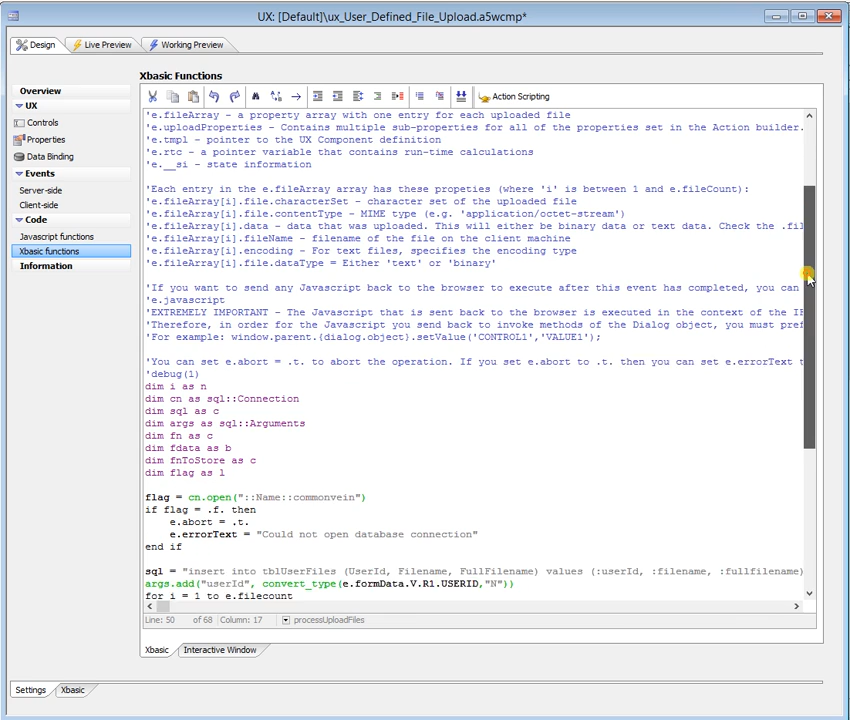 UX: [Default]\ux_User_Defined_File_Upload.a5wcmp*
Design
Live Preview
Working Preview
Overview
UX
Controls
Properties
Data Binding
Events
Server-side
Client-side
Code
Javascript functions
Xbasic functions
Information
Xbasic Functions
Action Scripting
'e.fileArray - a property array with one entry for each uploaded file
'e.uploadProperties - Contains multiple sub-properties for all of the properties set in the Action builder.
'e.tmpl - pointer to the UX Component definition
'e.rtc - a pointer variable that contains run-time calculations
'e.__si - state information
'Each entry in the e.fileArray array has these propeties (where 'i' is between 1 and e.fileCount):
'e.fileArray[i].file.characterSet - character set of the uploaded file
'e.fileArray[i].file.contentType - MIME type (e.g. 'application/octet-stream')
'e.fileArray[i].data - data that was uploaded. This will either be binary data or text data. Check the .fil
'e.fileArray[i].fileName - filename of the file on the client machine
'e.fileArray[i].encoding - For text files, specifies the encoding type
'e.fileArray[i].file.dataType = Either 'text' or 'binary'
'If you want to send any Javascript back to the browser to execute after this event has completed, you can
'e.javascript
'EXTREMELY IMPORTANT - The Javascript that is sent back to the browser is executed in the context of the IF
'Therefore, in order for the Javascript you send back to invoke methods of the Dialog object, you must pref
'For example: window.parent.{dialog.object}.setValue('CONTROL1','VALUE1');
'You can set e.abort = .t. to abort the operation. If you set e.abort to .t. then you can set e.errorText t
'debug(1)
dim i as n
dim cn as sql::Connection
dim sql as c
dim args as sql::Arguments
dim fn as c
dim fdata as b
dim fnToStore as c
dim flag as l
flag = cn.open("::Name::commonvein")
if flag = .f. then
e.abort = .t.
e.errorText = "Could not open database connection"
end if
sql = "insert into tblUserFiles (UserId, Filename, FullFilename) values (:userId, :filename, :fullfilename)
args.add("userId", convert_type(e.formData.V.R1.USERID,"N"))
for i = 1 to e.filecount
Line: 50 of 68 Column: 17 processUploadFiles
Xbasic
Interactive Window
Settings
Xbasic